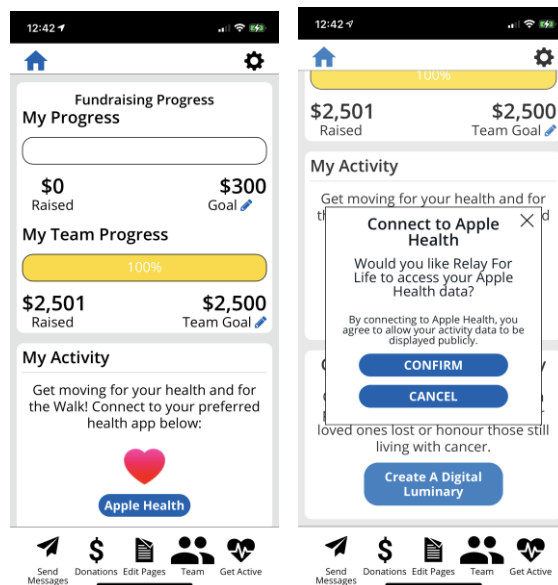 12:42
Fundraising Progress
My Progress
$0
$300
Raised
Goal
My Team Progress
100%
$2,501
$2,500
Raised
Team Goal
My Activity
Get moving for your health and for
the Walk! Connect to your preferred
health app below:
Apple Health
Send
Messages
Donations
Edit Pages
Team
Get Active
12:42
100%
$2,501
$2,500
Raised
Team Goal
My Activity
Get moving for your health and for
Connect to Apple
Health
Would you like Relay For
Life to access your Apple
Health data?
By connecting to Apple Health, you
agree to allow your activity data to be
displayed publicly.
CONFIRM
CANCEL
loved ones lost or honour those still
living with cancer.
Create A Digital
Luminary
Send
Messages
Donations
Edit Pages
Team
Get Active